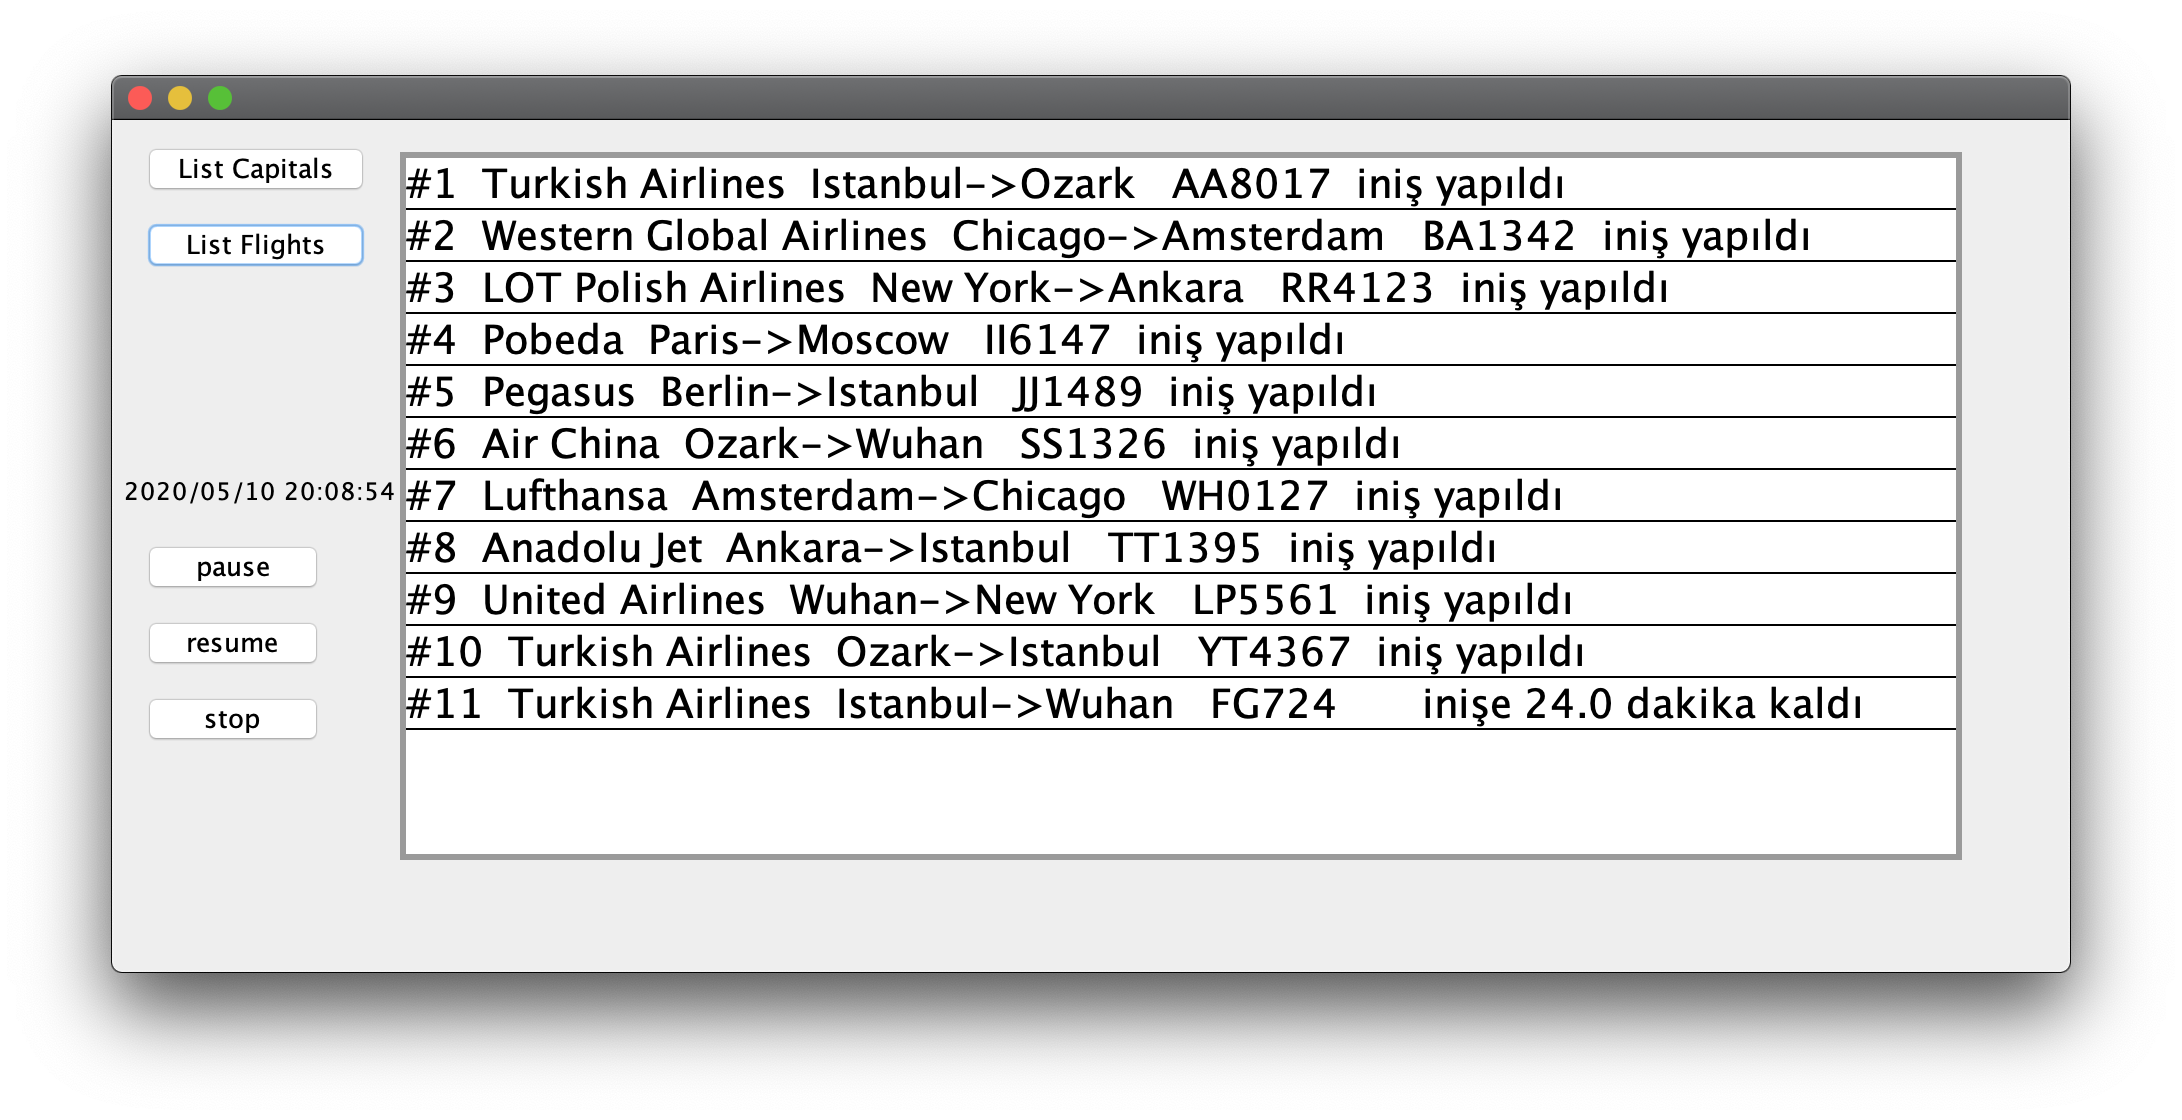 List Capitals
List Flights
2020/05/10 20:08:54
pause
resume
stop
#1 Turkish Airlines Istanbul->Ozark AA8017 iniş yapıldı
#2 Western Global Airlines Chicago->Amsterdam BA1342 iniş yapıldı
#3 LOT Polish Airlines New York->Ankara RR4123 iniş yapıldı
#4 Pobeda Paris->Moscow II6147 iniş yapıldı
#5 Pegasus Berlin->Istanbul JJ1489 iniş yapıldı
#6 Air China Ozark->Wuhan SS1326 iniş yapıldı
#7 Lufthansa Amsterdam->Chicago WH0127 iniş yapıldı
#8 Anadolu Jet Ankara->Istanbul TT1395 iniş yapıldı
#9 United Airlines Wuhan->New York LP5561 iniş yapıldı
#10 Turkish Airlines Ozark->Istanbul YT4367 iniş yapıldı
#11 Turkish Airlines Istanbul->Wuhan FG724 inişe 24.0 dakika kaldı